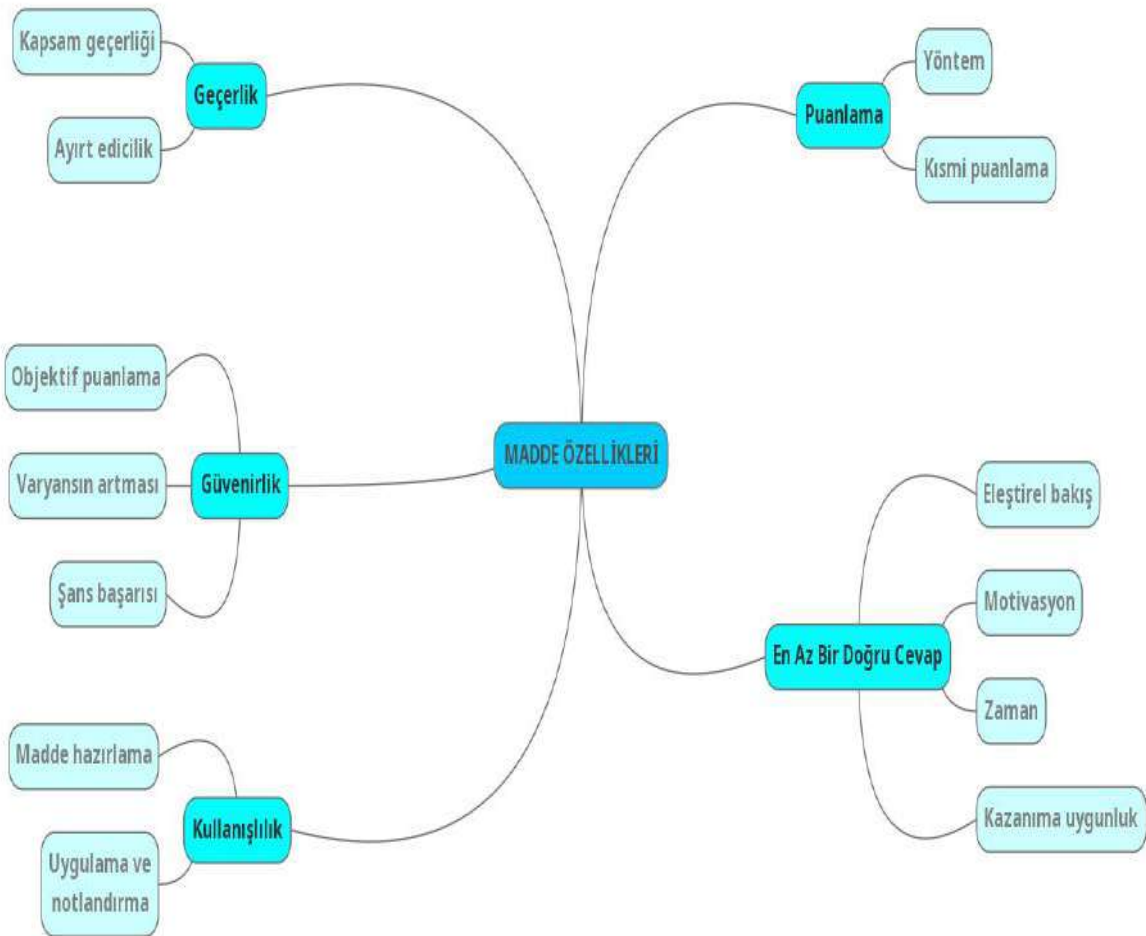 Kapsam geçerliği
Geçerlik
Ayırt edicilik
Yöntem
Puanlama
Kısmi puanlama
Objektif puanlama
Varyansın artması
Güvenirlik
Şans başarısı
MADDE ÖZELLİKLERİ
Eleştirel bakış
Motivasyon
En Az Bir Doğru Cevap
Zaman
Kazanıma uygunluk
Madde hazırlama
Kullanışlılık
Uygulama ve
notlandırma